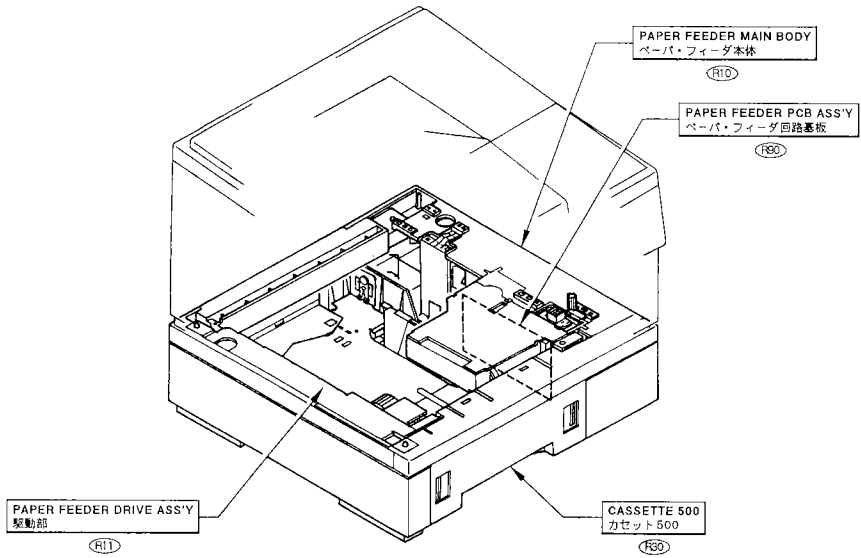 PAPER FEEDER MAIN BODY
ペーパ・フィーダ本体
R10
PAPER FEEDER PCB ASS'Y
ペーパ・フィーダ回路基板
R90
PAPER FEEDER DRIVE ASS'Y
駆動部
R11
CASSETTE 500
カセット500
R30